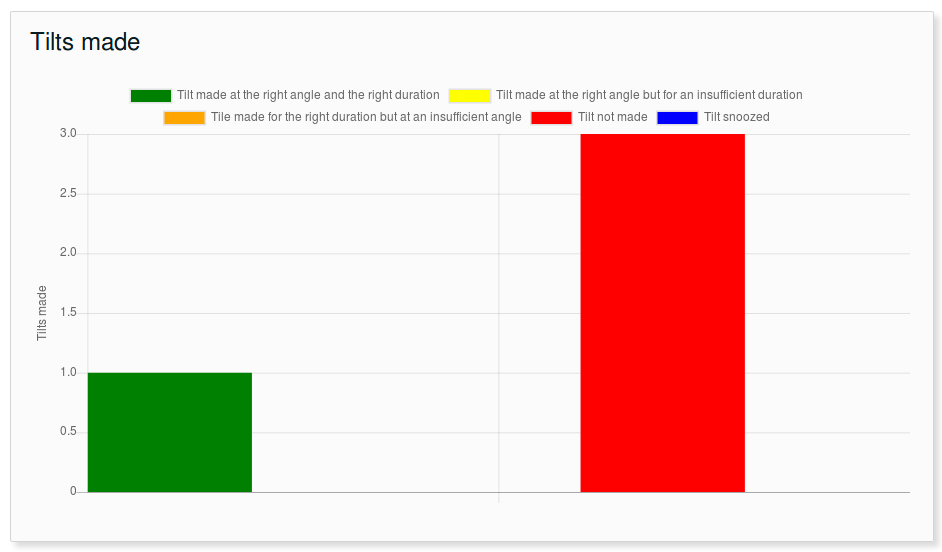 Tilts made
Tilt made at the right angle and the right duration Tilt made at the right angle but for an insufficient duration
Tile made for the right duration but at an insufficient angle Tilt not made Tilt snoozed
3.0
2.5
2.0
1.5
1.0
0.5
0
Tilts made